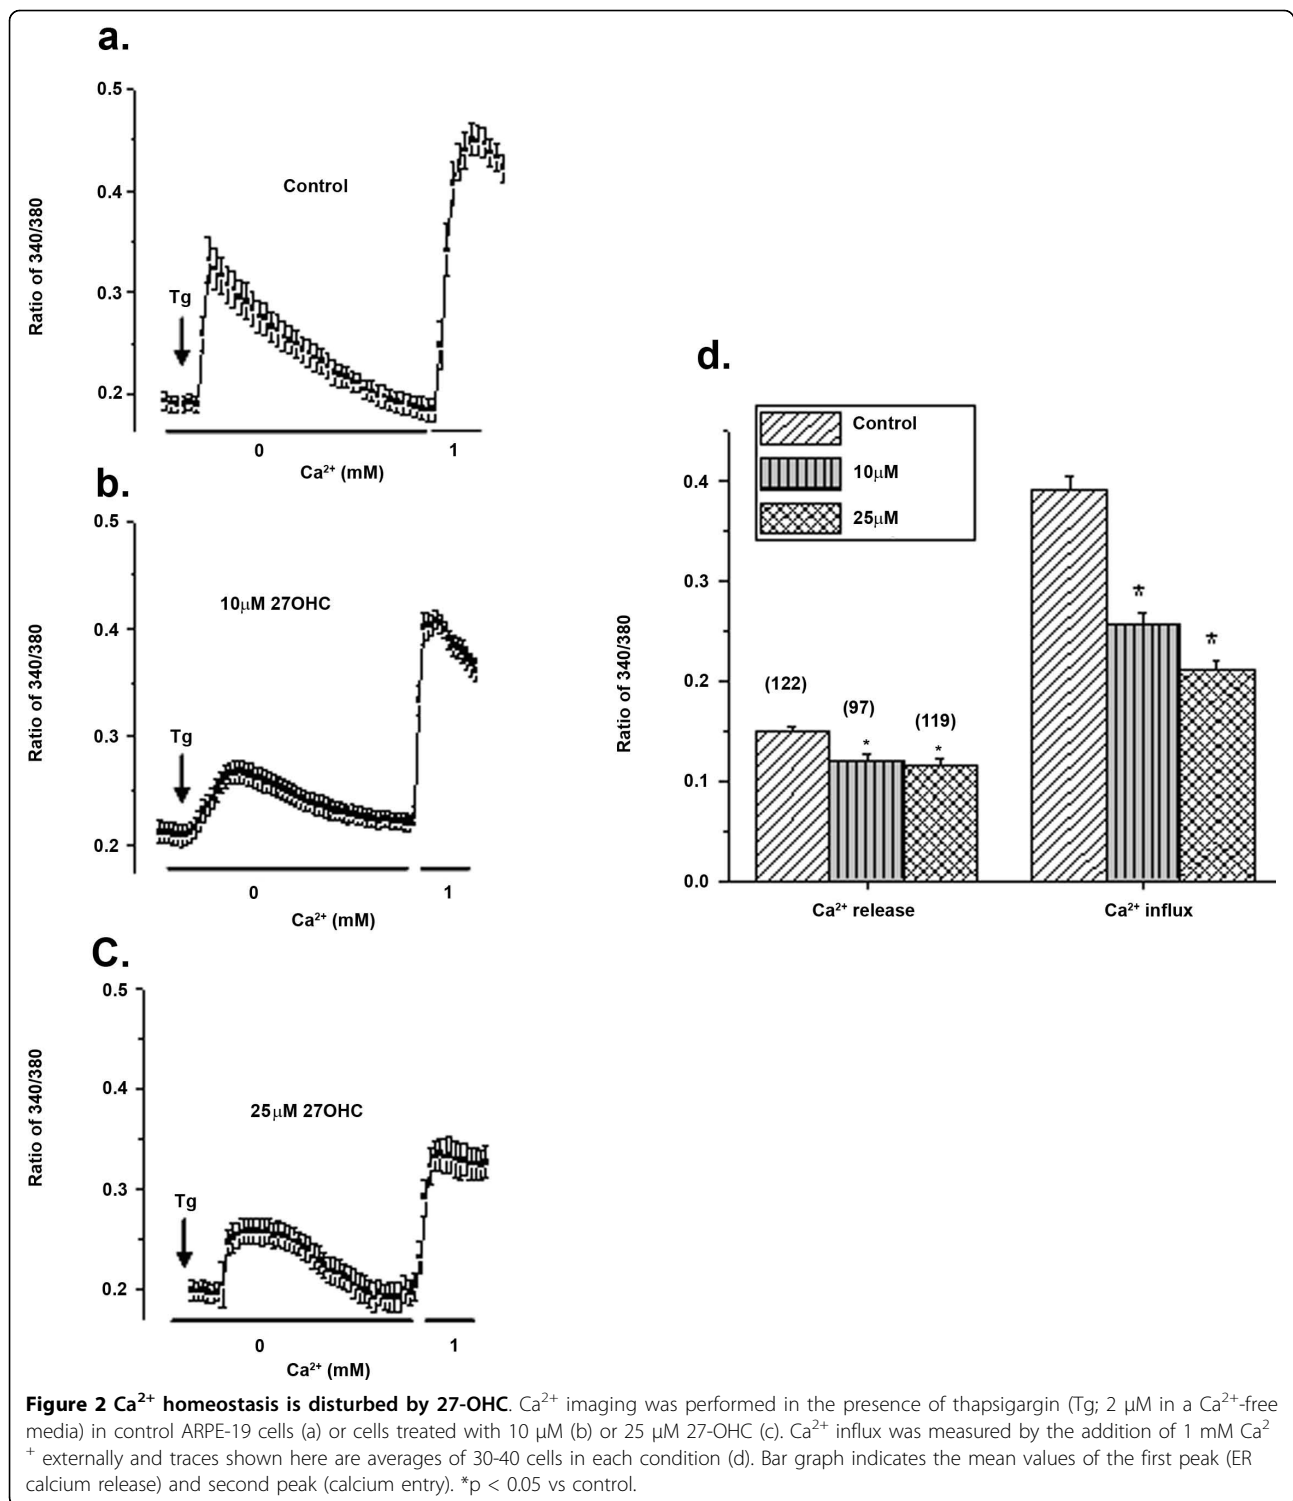 a.
0.5
0.4
0.3
0.2
Ratio of 340/380
Control
Tg
0
1
Ca²⁺ (mM)
b.
0.5
0.4
0.3
0.2
Ratio of 340/380
10µM 27OHC
Tg
0
1
Ca²⁺ (mM)
C.
0.5
0.4
0.3
0.2
Ratio of 340/380
25µM 27OHC
Tg
0
1
Ca²⁺ (mM)
d.
Control
10µM
25µM
0.4
0.3
0.2
0.1
0.0
Ratio of 340/380
(122)
(97)
(119)
*
*
*
*
Ca²⁺ release
Ca²⁺ influx
Figure 2 Ca²⁺ homeostasis is disturbed by 27-OHC. Ca²⁺ imaging was performed in the presence of thapsigargin (Tg; 2 µM in a Ca²⁺-free
media) in control ARPE-19 cells (a) or cells treated with 10 µM (b) or 25 µM 27-OHC (c). Ca²⁺ influx was measured by the addition of 1 mM Ca²
⁺ externally and traces shown here are averages of 30-40 cells in each condition (d). Bar graph indicates the mean values of the first peak (ER
calcium release) and second peak (calcium entry). *p < 0.05 vs control.